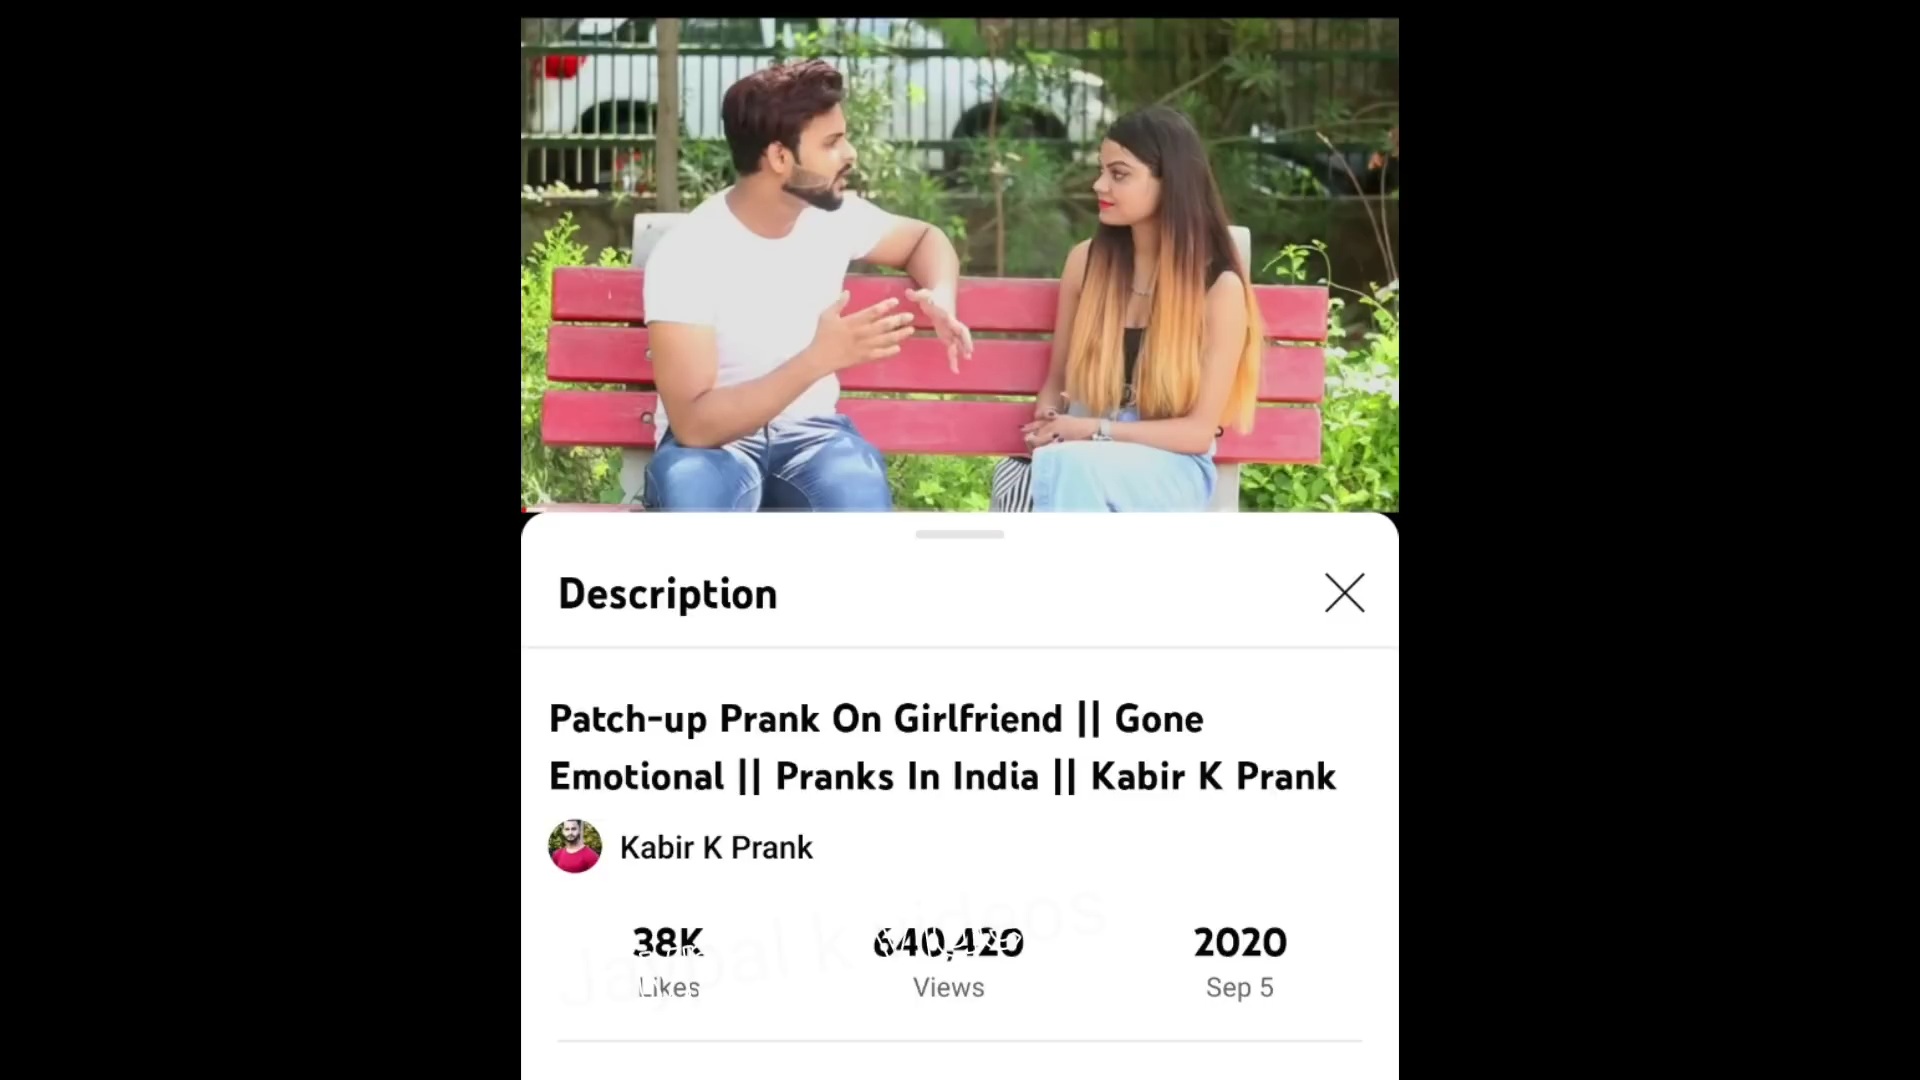 Description
Patch-up Prank On Girlfriend || Gone
Emotional || Pranks In India || Kabir K Prank
Kabir K Prank
38K 640,420 2020
Likes Views Sep 5